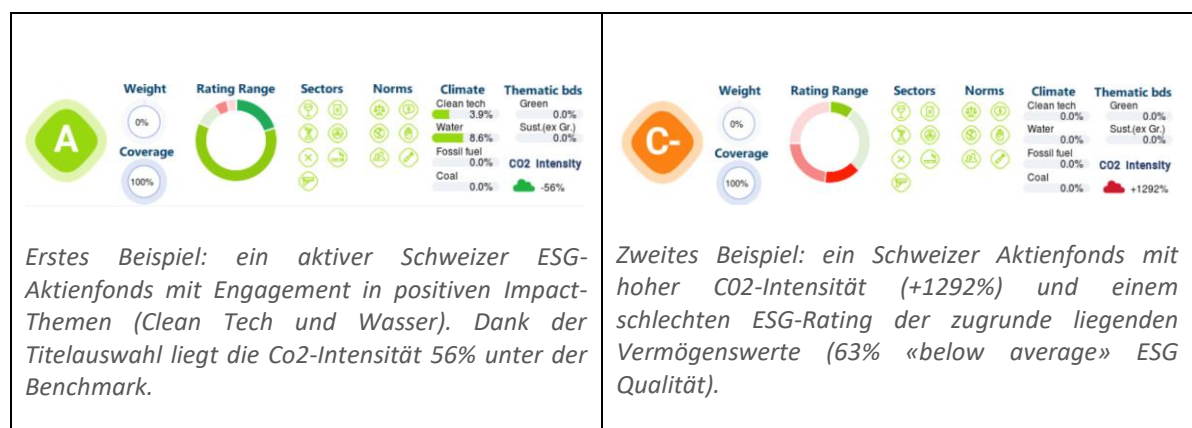 Weight
Rating Range
Sectors
Norms
Climate
Thematic bds
A
0%
Coverage
100%
Clean tech
3.9%
Water
8.6%
Fossil fuel
0.0%
Coal
0.0%
Green
0.0%
Sust.(ex Gr.)
0.0%
CO2 Intensity
-56%
Erstes Beispiel: ein aktiver Schweizer ESG-
Aktienfonds mit Engagement in positiven Impact-
Themen (Clean Tech und Wasser). Dank der
Titelauswahl liegt die Co2-Intensität 56% unter der
Benchmark.
Weight
Rating Range
Sectors
Norms
Climate
Thematic bds
C-
0%
Coverage
100%
Clean tech
0.0%
Water
0.0%
Fossil fuel
0.0%
Coal
0.0%
Green
0.0%
Sust.(ex Gr.)
0.0%
CO2 Intensity
+1292%
Zweites Beispiel: ein Schweizer Aktienfonds mit
hoher C02-Intensität (+1292%) und einem
schlechten ESG-Rating der zugrunde liegenden
Vermögenswerte (63% «below average» ESG
Qualität).